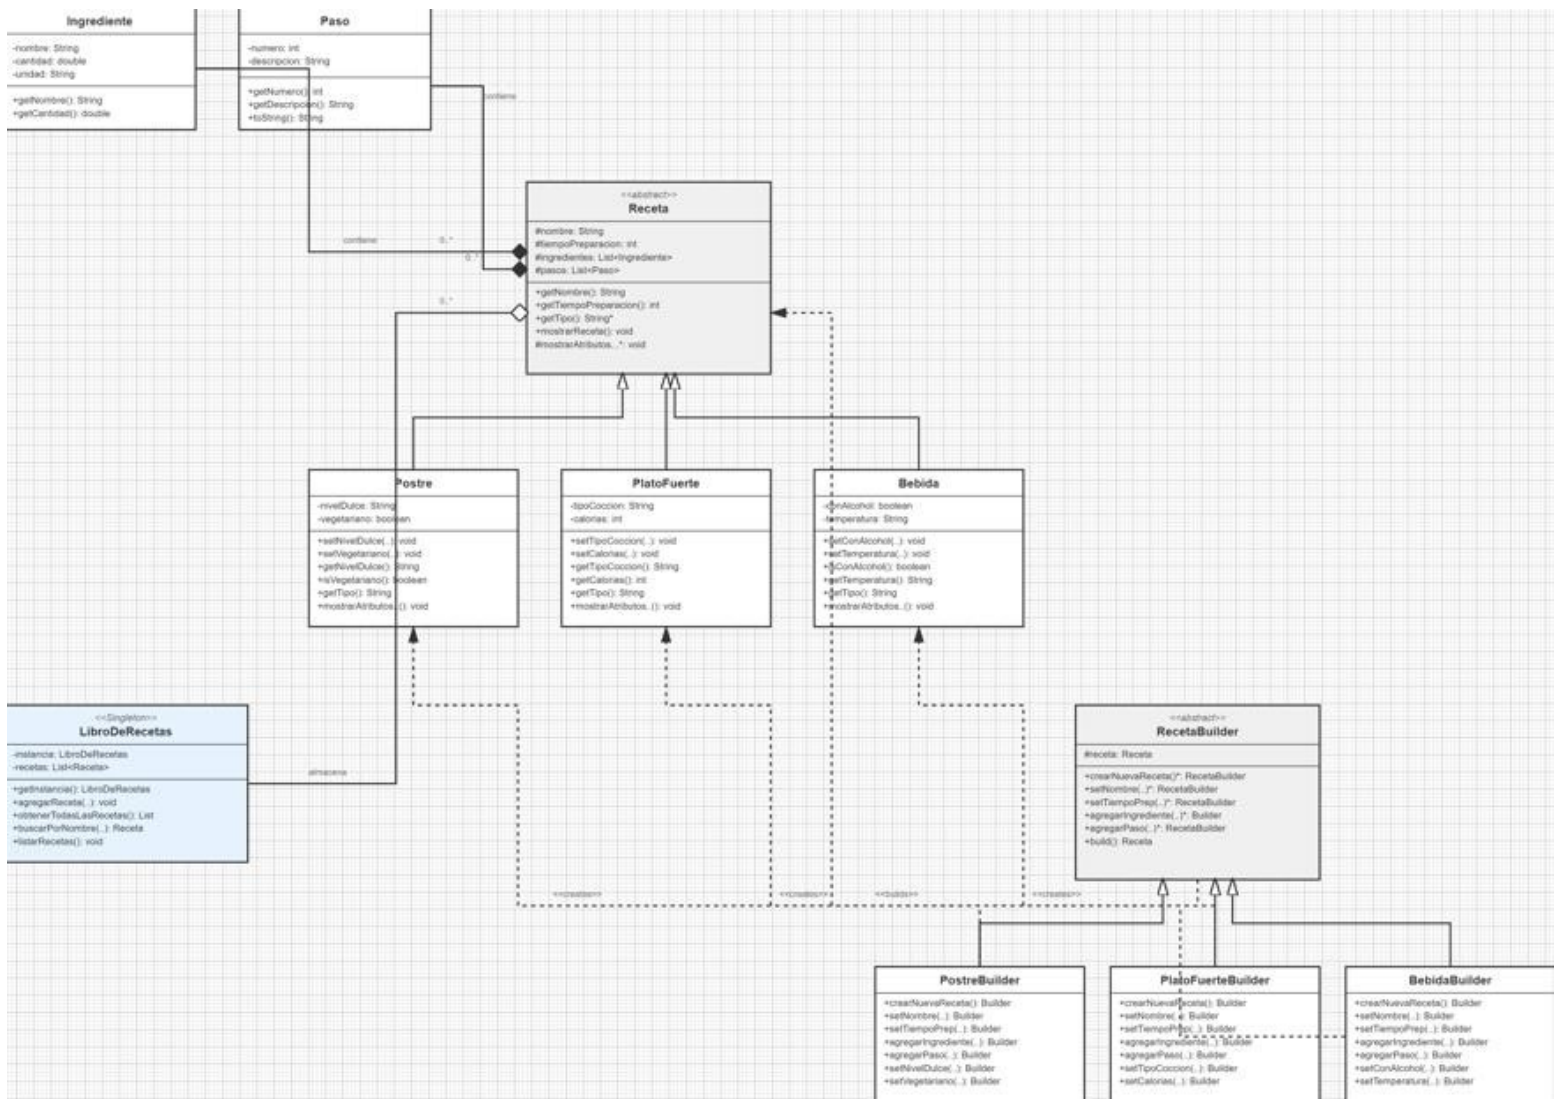 Ingrediente
-nombre: String
-cantidad: double
-unidad: String
+getNombre(): String
+getCantidad(): double
Paso
-numero: int
-descripcion: String
+getNumero(): int
+getDescripcion(): String
+toString(): String
contiene
contiene
0..*
0..*
0..*
<<abstract>>
Receta
#nombre: String
#tiempoPreparacion: int
#ingredientes: List<Ingrediente>
#pasos: List<Paso>
+getNombre(): String
+getTiempoPreparacion(): int
+getTipo(): String*
+mostrarReceta(): void
#mostrarAtributos...*: void
Postre
-nivelDulce: String
-vegetariano: boolean
+setNivelDulce(..): void
+setVegetariano(..): void
+getNivelDulce(): String
+isVegetariano(): boolean
+getTipo(): String
+mostrarAtributos..(): void
PlatoFuerte
-tipoCoccion: String
-calorias: int
+setTipoCoccion(..): void
+setCalorias(..): void
+getTipoCoccion(): String
+getCalorias(): int
+getTipo(): String
+mostrarAtributos..(): void
Bebida
-conAlcohol: boolean
-temperatura: String
+setConAlcohol(..): void
+setTemperatura(..): void
+isConAlcohol(): boolean
+getTemperatura(): String
+getTipo(): String
+mostrarAtributos..(): void
<<Singleton>>
LibroDeRecetas
-instancia: LibroDeRecetas
-recetas: List<Receta>
+getInstancia(): LibroDeRecetas
+agregarReceta(..): void
+obtenerTodasLasRecetas(): List
+buscarPorNombre(..): Receta
+listarRecetas(): void
almacena
<<abstract>>
RecetaBuilder
#receta: Receta
+crearNuevaReceta()*: RecetaBuilder
+setNombre(..)*: RecetaBuilder
+setTiempoPrep(..)*: RecetaBuilder
+agregarIngrediente(..)*: Builder
+agregarPaso(..)*: RecetaBuilder
+build(): Receta
<<creates>>
<<creates>>
<<builds>>
<<creates>>
PostreBuilder
+crearNuevaReceta(): Builder
+setNombre(..): Builder
+setTiempoPrep(..): Builder
+agregarIngrediente(..): Builder
+agregarPaso(..): Builder
+setNivelDulce(..): Builder
+setVegetariano(..): Builder
PlatoFuerteBuilder
+crearNuevaReceta(): Builder
+setNombre(..): Builder
+setTiempoPrep(..): Builder
+agregarIngrediente(..): Builder
+agregarPaso(..): Builder
+setTipoCoccion(..): Builder
+setCalorias(..): Builder
BebidaBuilder
+crearNuevaReceta(): Builder
+setNombre(..): Builder
+setTiempoPrep(..): Builder
+agregarIngrediente(..): Builder
+agregarPaso(..): Builder
+setConAlcohol(..): Builder
+setTemperatura(..): Builder